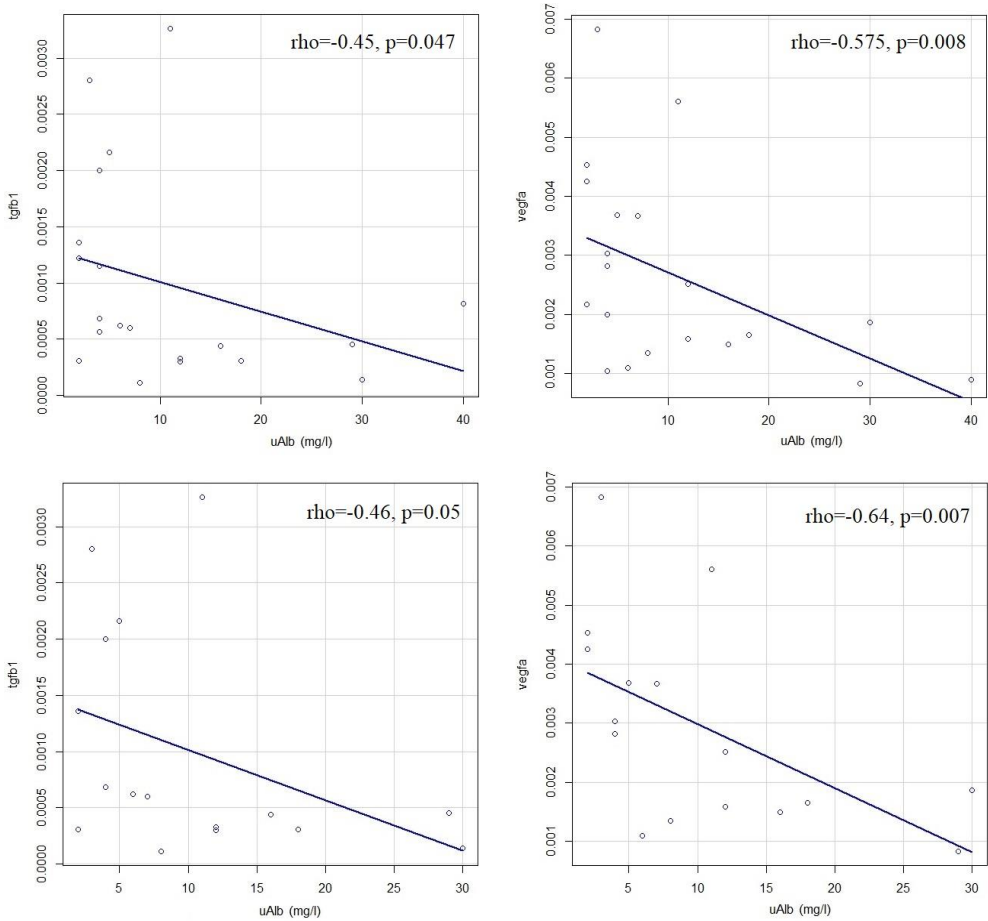 rho=-0.45, p=0.047
tgfb1
0.0000 0.0005 0.0010 0.0015 0.0020 0.0025 0.0030
10 20 30 40
uAlb (mg/l)
rho=-0.575, p=0.008
vegfa
0.001 0.002 0.003 0.004 0.005 0.006 0.007
10 20 30 40
uAlb (mg/l)
rho=-0.46, p=0.05
tgfb1
0.0000 0.0005 0.0010 0.0015 0.0020 0.0025 0.0030
5 10 15 20 25 30
uAlb (mg/l)
rho=-0.64, p=0.007
vegfa
0.001 0.002 0.003 0.004 0.005 0.006 0.007
5 10 15 20 25 30
uAlb (mg/l)